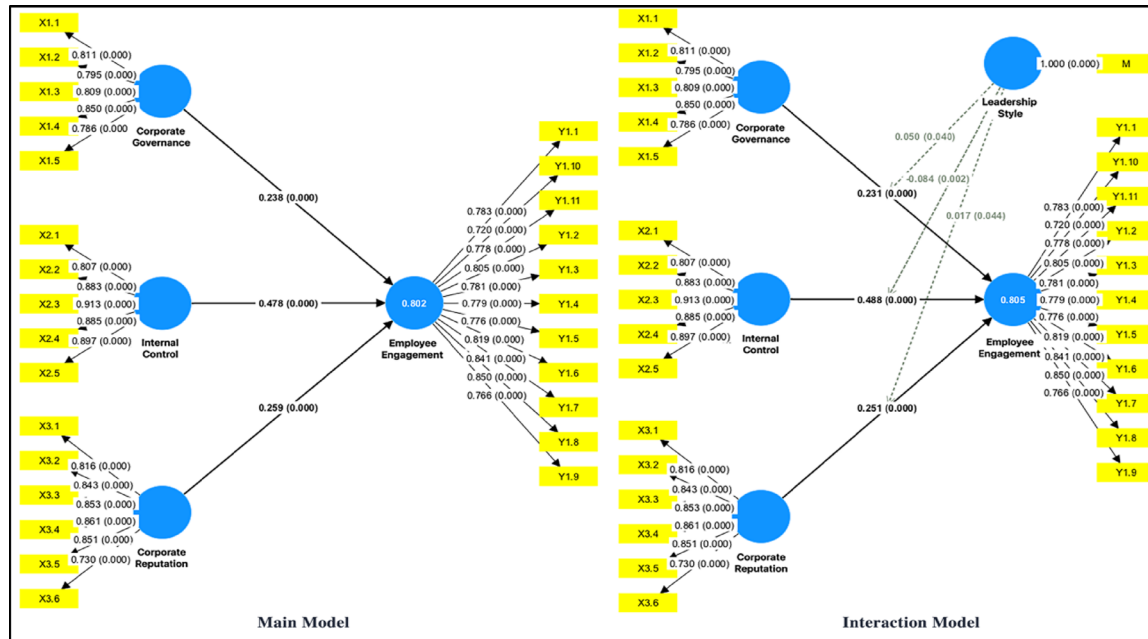 X1.1
X1.2
X1.3
X1.4
X1.5
0.811 (0.000)
0.795 (0.000)
0.809 (0.000)
0.850 (0.000)
0.786 (0.000
Corporate
Governance
X2.1
X2.2
X2.3
X2.4
X2.5
0.807 (0.000)
0.883 (0.000)
0.913 (0.000)
0.885 (0.000)
0.897 (0.000)
Internal
Control
X3.1
X3.2
X3.3
X3.4
X3.5
X3.6
0.816 (0.000)
0.843 (0.000)
0.853 (0.000)
0.861 (0.000)
0.851 (0.000)
0.730 (0.000)
Corporate
Reputation
0.238 (0.000)
0.478 (0.000)
0.259 (0.000)
0.802
Employee
Engagement
0.783 (0.000)
0.720 (0.000)
0.778 (0.000)
0.805 (0.000)
0.781 (0.000)
0.779 (0.000)
0.776 (0.000)
0.819 (0.000)
0.841 (0.000)
0.850 (0.000)
0.766 (0.000)
Y1.1
Y1.10
Y1.11
Y1.2
Y1.3
Y1.4
Y1.5
Y1.6
Y1.7
Y1.8
Y1.9
Main Model
X1.1
X1.2
X1.3
X1.4
X1.5
0.811 (0.000)
0.795 (0.000)
0.809 (0.000)
0.850 (0.000)
0.786 (0.000)
Corporate
Governance
X2.1
X2.2
X2.3
X2.4
X2.5
0.807 (0.000)
0.883 (0.000)
0.913 (0.000)
0.885 (0.000)
0.897 (0.000)
Internal
Control
X3.1
X3.2
X3.3
X3.4
X3.5
X3.6
0.816 (0.000)
0.843 (0.000)
0.853 (0.000)
0.861 (0.000)
0.851 (0.000)
0.730 (0.000)
Corporate
Reputation
1.000 (0.000)
M
Leadership
Style
0.050 (0.040)
-0.084 (0.002)
0.017 (0.044)
0.231 (0.000)
0.488 (0.000)
0.251 (0.000)
0.805
Employee
Engagement
0.783 (0.000)
0.720 (0.000)
0.778 (0.000)
0.805 (0.000)
0.781 (0.000)
0.779 (0.000)
0.776 (0.000)
0.819 (0.000)
0.841 (0.000)
0.850 (0.000)
0.766 (0.000)
Y1.1
Y1.10
Y1.11
Y1.2
Y1.3
Y1.4
Y1.5
Y1.6
Y1.7
Y1.8
Y1.9
Interaction Model